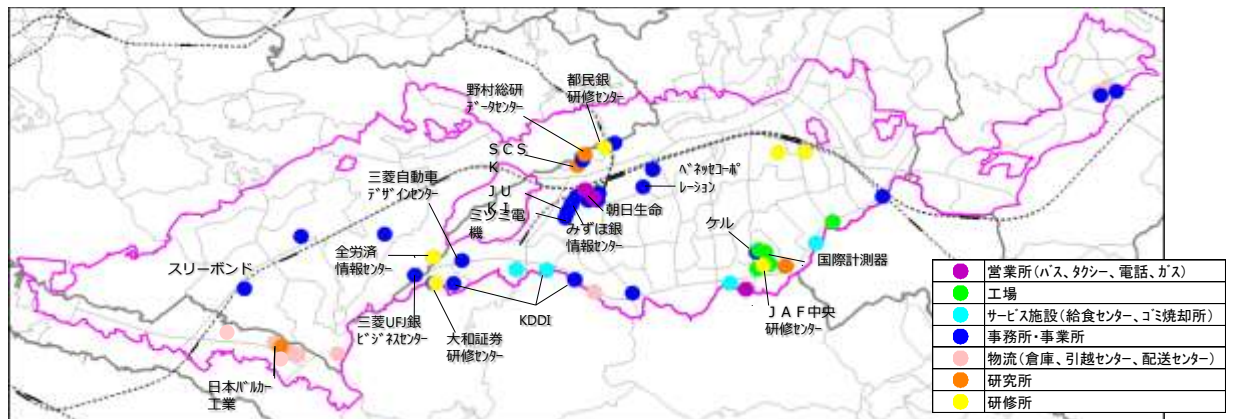 都民銀
研修ｾﾝﾀｰ
野村総研
ﾃﾞｰﾀｾﾝﾀｰ
ＳＣＳ
Ｋ
三菱自動車
ﾃﾞｻﾞｲﾝｾﾝﾀｰ
ＪＵ
ＫＩ
ミツミ電
機
ﾍﾞﾈｯｾｺｰﾎﾟ
ﾚｰｼｮﾝ
朝日生命
みずほ銀
情報ｾﾝﾀｰ
ケル
国際計測器
全労済
情報ｾﾝﾀｰ
スリーボンド
三菱UFJ銀
ﾋﾞｼﾞﾈｽｾﾝﾀｰ
大和証券
研修ｾﾝﾀｰ
KDDI
ＪＡＦ中央
研修ｾﾝﾀｰ
日本ﾊﾞﾙｶｰ
工業
営業所(ﾊﾞｽ、ﾀｸｼｰ、電話、ｶﾞｽ)
工場
ｻｰﾋﾞｽ施設(給食ｾﾝﾀｰ、ｺﾞﾐ焼却所)
事務所・事業所
物流(倉庫、引越ｾﾝﾀｰ、配送ｾﾝﾀｰ)
研究所
研修所